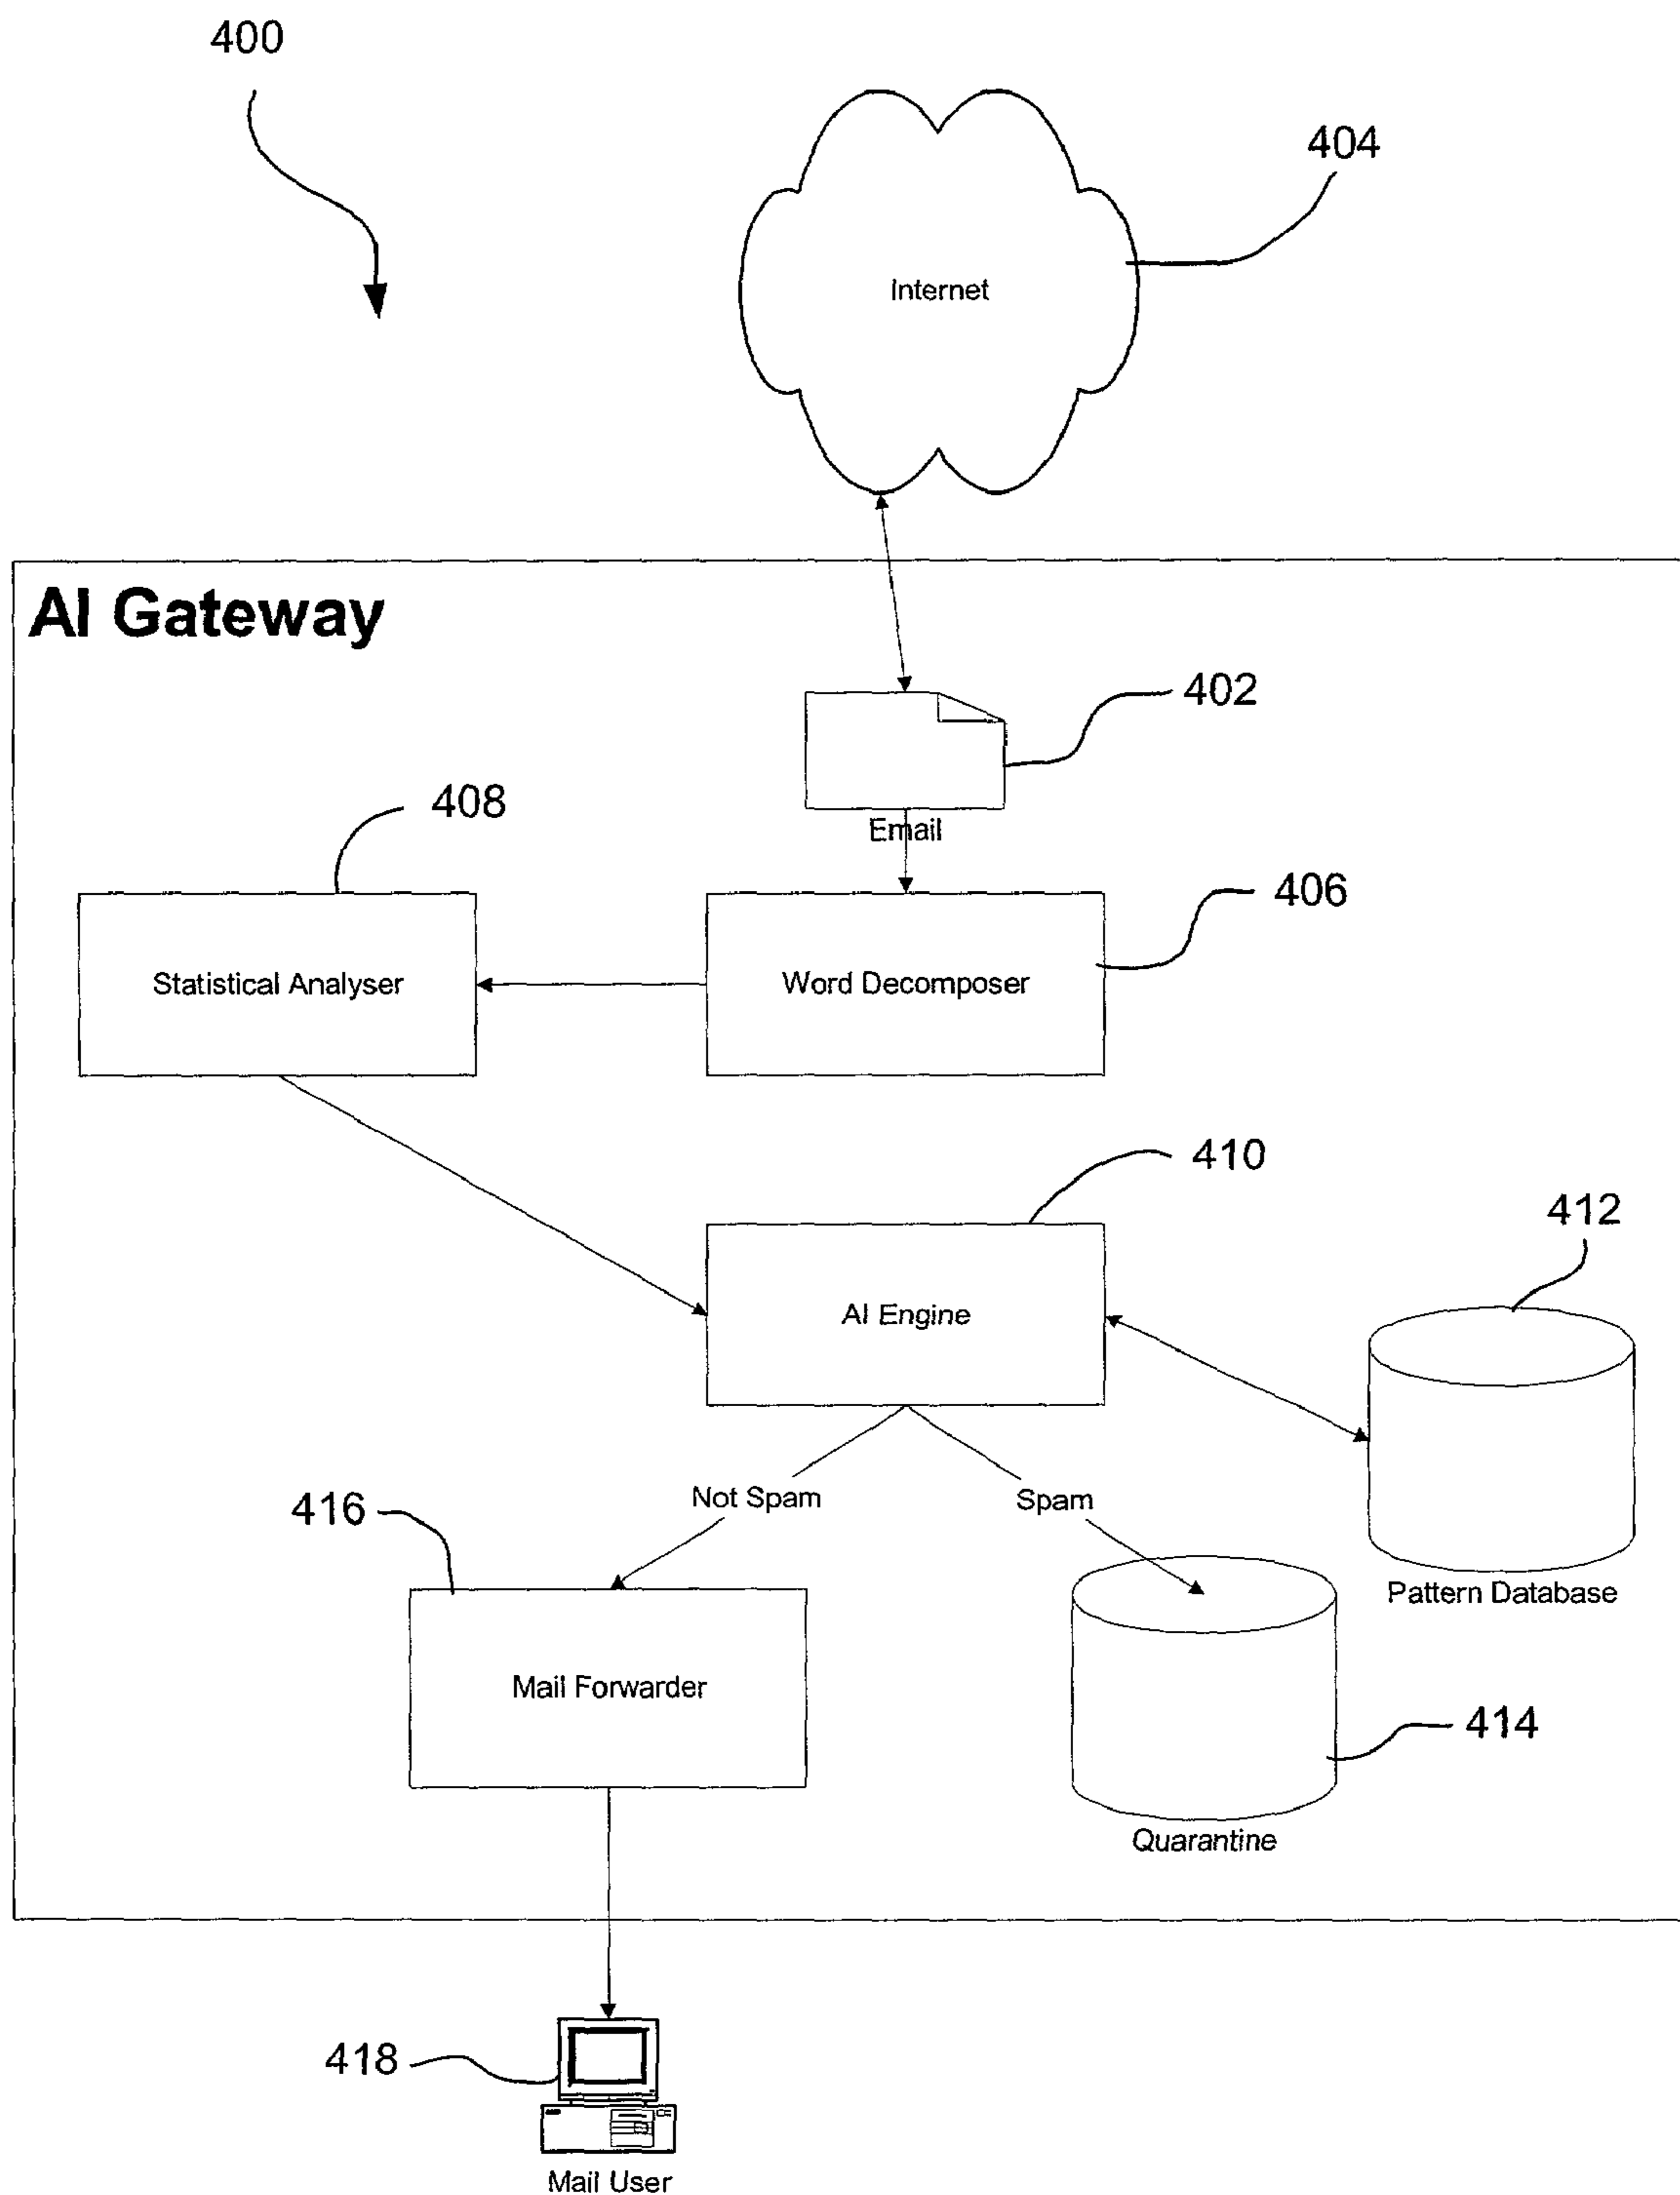 400
404
Internet
AI Gateway
402
Email
408
406
Statistical Analyser
Word Decomposer
410
412
AI Engine
Not Spam
Spam
416
Pattern Database
Mail Forwarder
414
Quarantine
418
Mail User